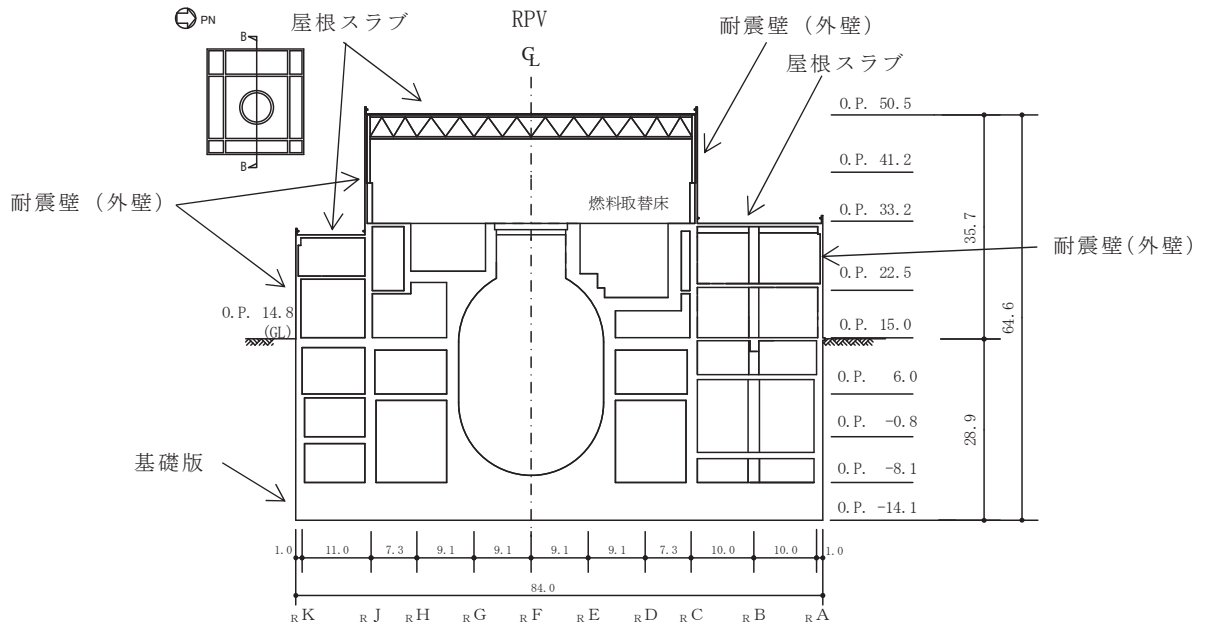 PN
B
B
屋根スラブ
RPV
C L
耐震壁 (外壁)
屋根スラブ
O.P. 50.5
O.P. 41.2
耐震壁 (外壁)
燃料取替床
O.P. 33.2
35.7
耐震壁(外壁)
O.P. 22.5
64.6
O.P. 14.8
(GL)
O.P. 15.0
O.P. 6.0
O.P. -0.8
28.9
基礎版
O.P. -8.1
O.P. -14.1
1.0 11.0 7.3 9.1 9.1 9.1 9.1 7.3 10.0 10.0 1.0
84.0
RK RJ RH RG RF RE RD RC RB RA